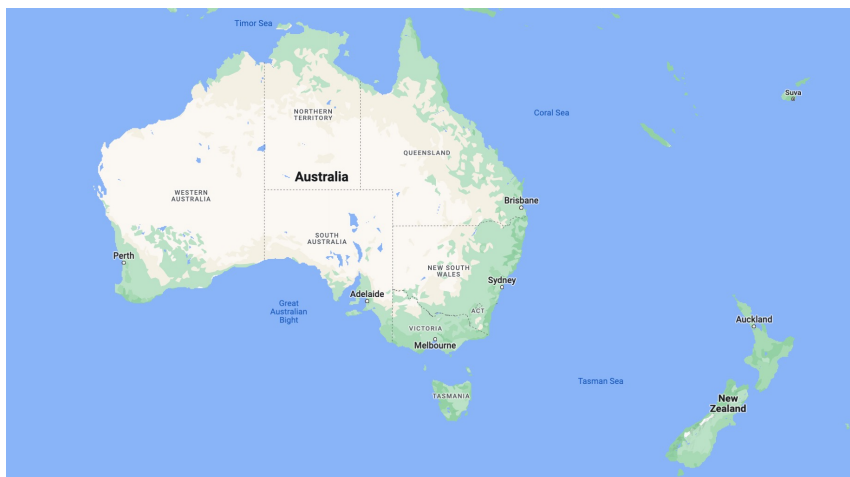 Timor Sea
Suva
NORTHERN
TERRITORY
Coral Sea
QUEENSLAND
Australia
WESTERN
AUSTRALIA
Brisbane
SOUTH
AUSTRALIA
Perth
NEW SOUTH
WALES
Sydney
Adelaide
Great
Australian
Bight
ACT
Auckland
VICTORIA
Melbourne
Tasman Sea
TASMANIA
New
Zealand